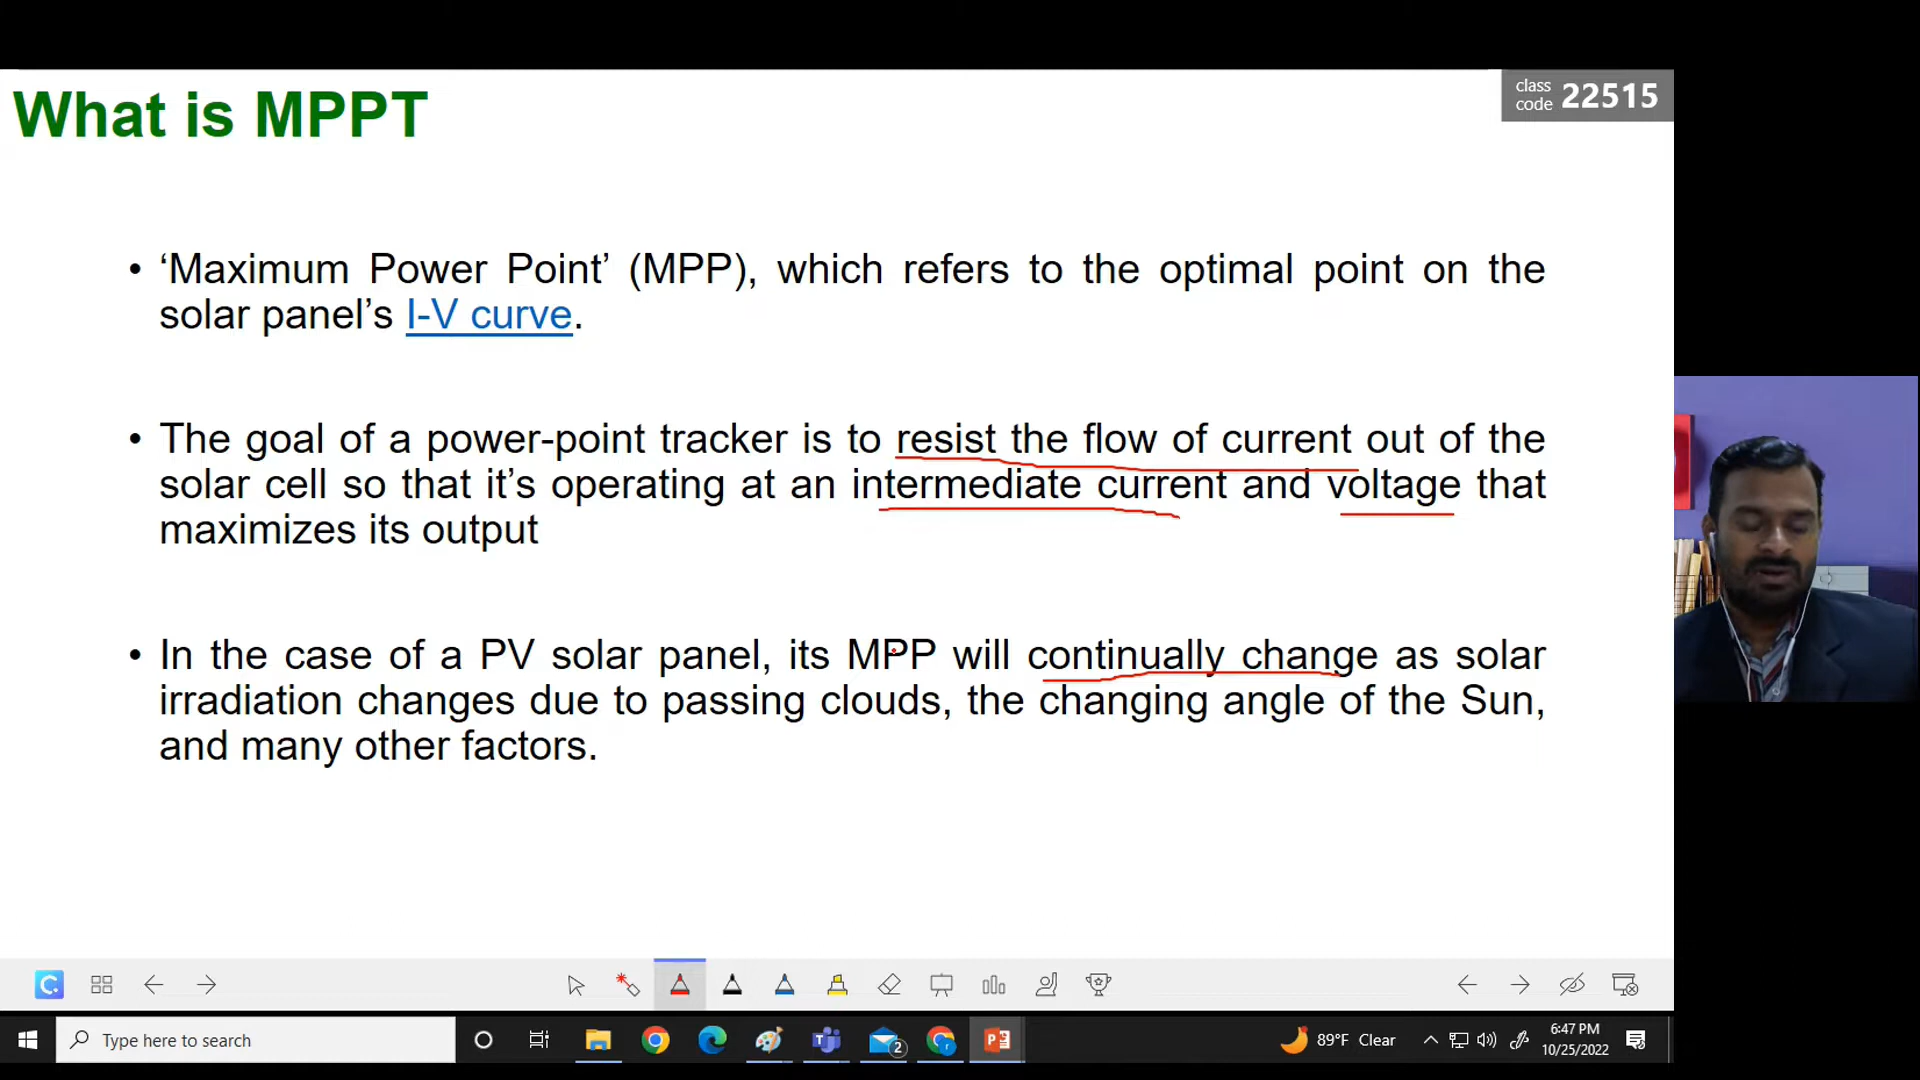 What is MPPT
class
code 22515
• ‘Maximum Power Point’ (MPP), which refers to the optimal point on the
solar panel’s I-V curve.
• The goal of a power-point tracker is to resist the flow of current out of the
solar cell so that it’s operating at an intermediate current and voltage that
maximizes its output
• In the case of a PV solar panel, its MPP will continually change as solar
irradiation changes due to passing clouds, the changing angle of the Sun,
and many other factors.
Type here to search
2
89°F Clear
6:47 PM
10/25/2022